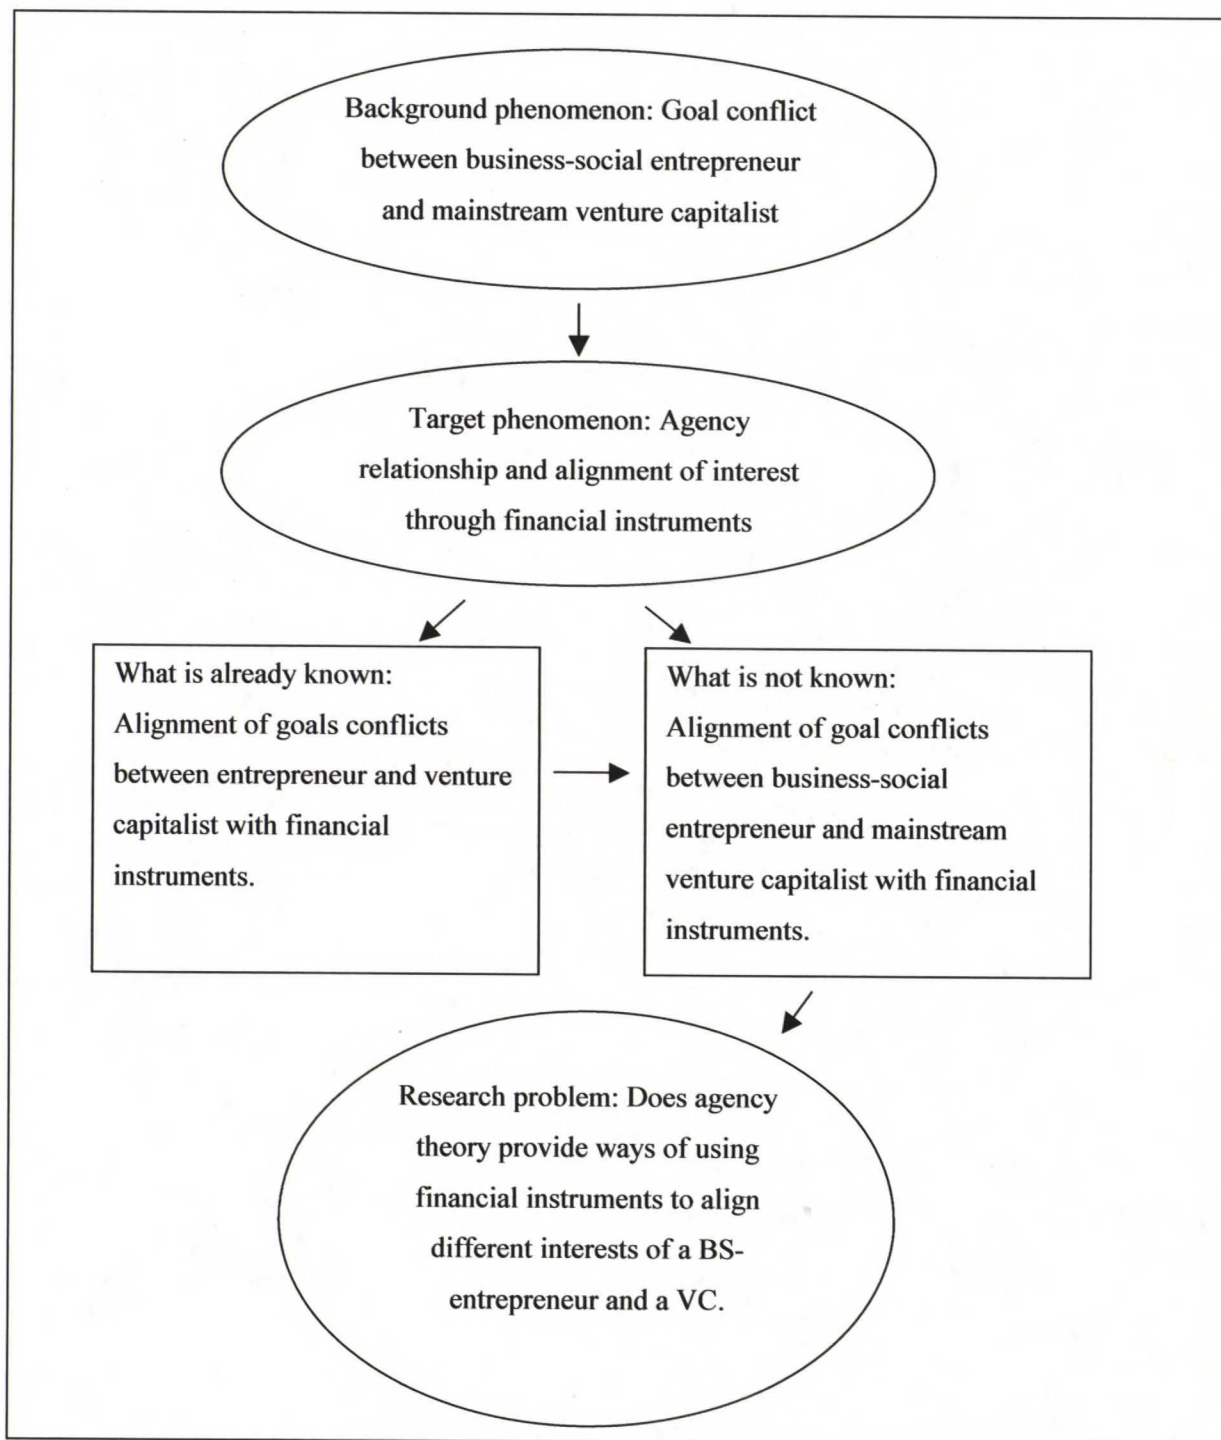 Background phenomenon: Goal conflict
between business-social entrepreneur
and mainstream venture capitalist
Target phenomenon: Agency
relationship and alignment of interest
through financial instruments
What is already known:
Alignment of goals conflicts
between entrepreneur and venture
capitalist with financial
instruments.
What is not known:
Alignment of goal conflicts
between business-social
entrepreneur and mainstream
venture capitalist with financial
instruments.
Research problem: Does agency
theory provide ways of using
financial instruments to align
different interests of a BS-
entrepreneur and a VC.